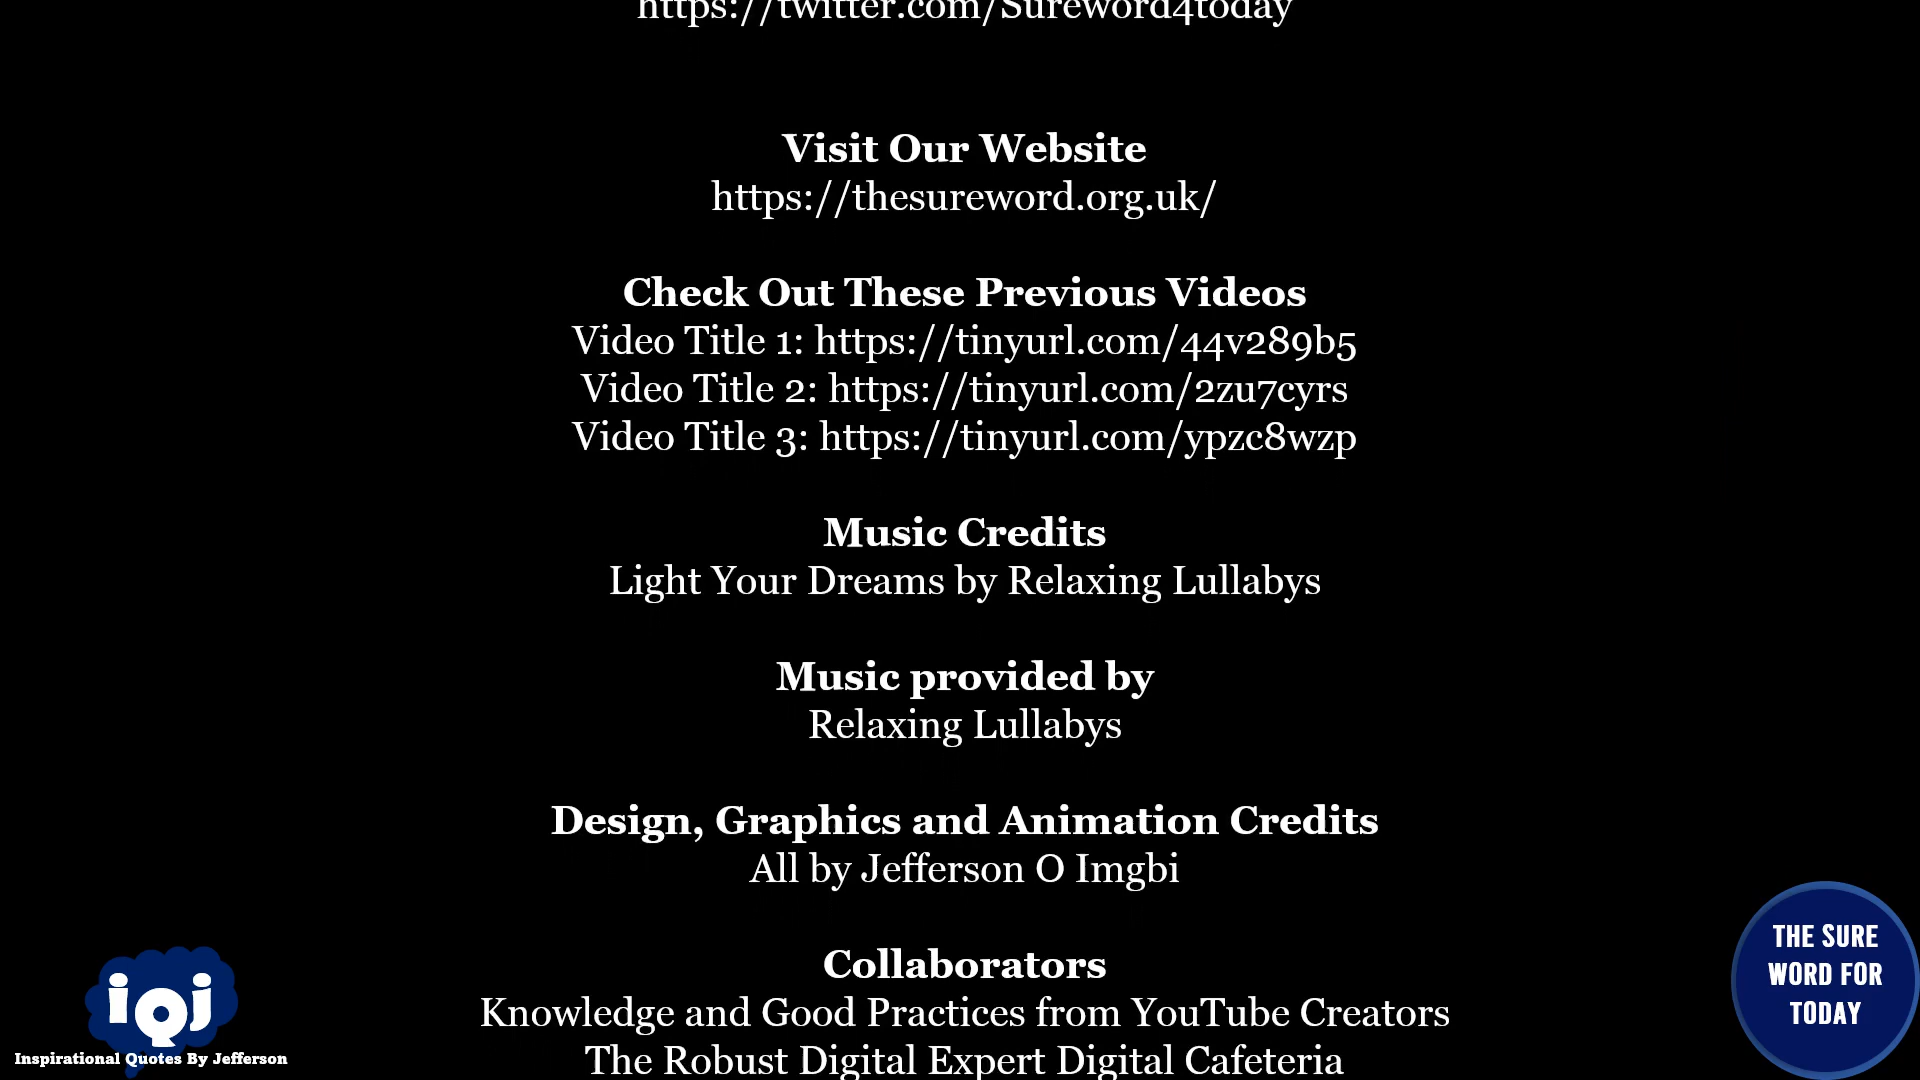 https://twitter.com/Sureword4today
Visit Our Website
https://thesureword.org.uk/
Check Out These Previous Videos
Video Title 1: https://tinyurl.com/44v289b5
Video Title 2: https://tinyurl.com/2zu7cyrs
Video Title 3: https://tinyurl.com/ypzc8wzp
Music Credits
Light Your Dreams by Relaxing Lullabys
Music provided by
Relaxing Lullabys
Design, Graphics and Animation Credits
All by Jefferson O Imgbi
Collaborators
Knowledge and Good Practices from YouTube Creators
The Robust Digital Expert Digital Cafeteria
iQj
Inspirational Quotes By Jefferson
THE SURE
WORD FOR
TODAY